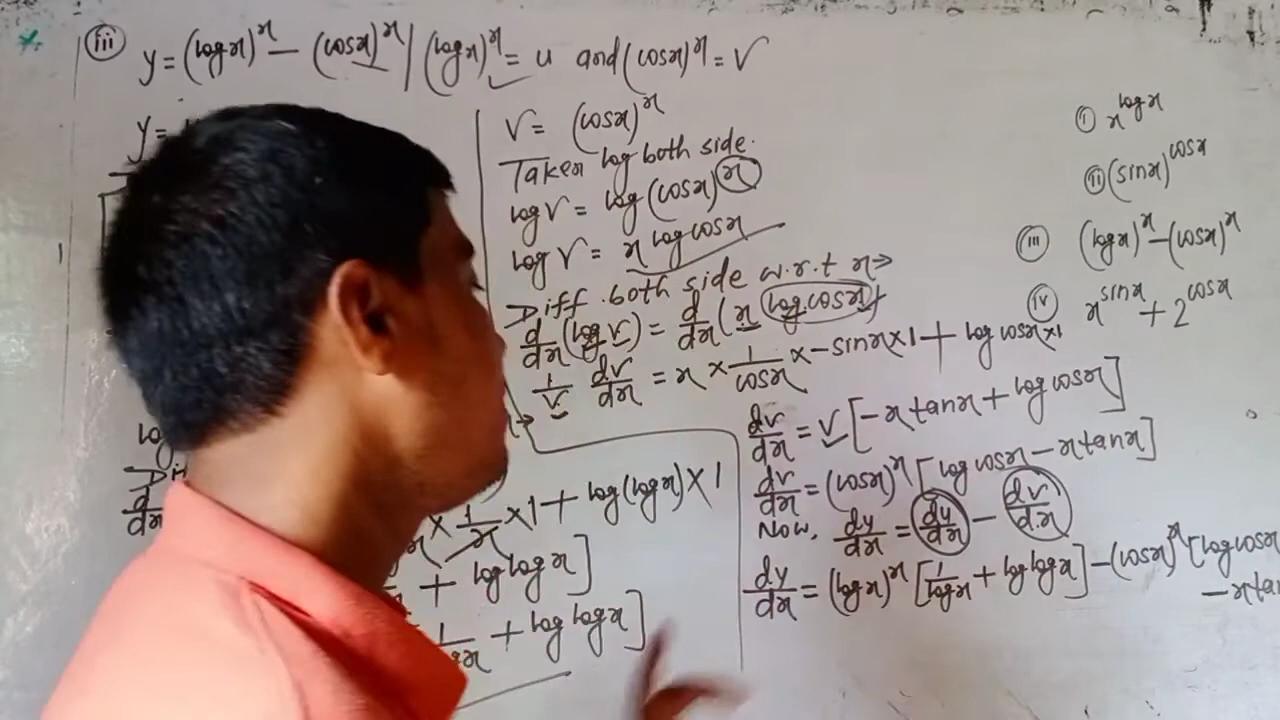 (iii) y = (log x)^x - (cos x)^x | (log x)^x = u and (cos x)^x = v
y =
v = (cos x)^x
Taken log both side.
log v = log (cos x)^x
log v = x log cos x
Diff. both side w.r.t x →
d/dx (log v) = d/dx (x log cos x)
1/v dv/dx = x × 1/cos x × -sin x × 1 + log cos x × 1
dv/dx = v [-x tan x + log cos x]
dv/dx = (cos x)^x [log cos x - x tan x]
Now, dy/dx = dy/dx - dv/dx
dy/dx = (log x)^x [1/log x + log log x] - (cos x)^x [log cos x
- x tan
log
d/dx
× 1/x × 1 + log(log x) × 1
+ log log x]
1/log x + log log x]
(i) x^log x
(ii) (sin x)^cos x
(iii) (log x)^x - (cos x)^x
(iv) x^sin x + 2^cos x